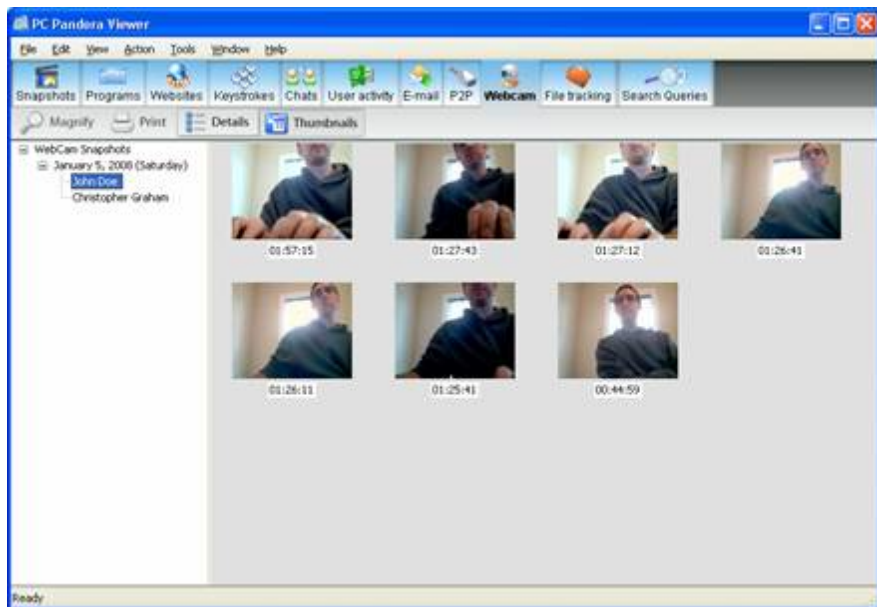 PC Pandora Viewer
File Edit View Action Tools Window Help
Snapshots Programs Websites Keystrokes Chats User activity E-mail P2P Webcam File tracking Search Queries
Magnify Print Details Thumbnails
WebCam Snapshots
January 5, 2008 (Saturday)
John Doe
Christopher Graham
01:57:15 01:27:43 01:27:12 01:26:41
01:26:11 01:25:41 00:44:59
Ready